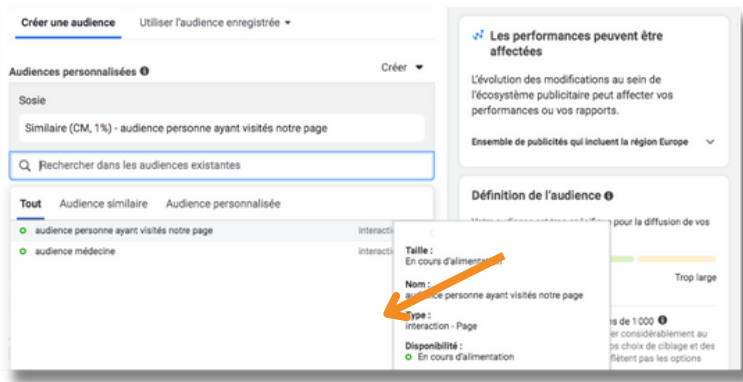 Créer une audience
Utiliser l'audience enregistrée
Audiences personnalisées
Créer
Sosie
Similaire (CM, 1%) - audience personne ayant visités notre page
Rechercher dans les audiences existantes
Tout
Audience similaire
Audience personnalisée
audience personne ayant visités notre page
audience médecine
Taille :
En cours d'alimentation
Nom :
audience personne ayant visités notre page
Type :
interaction - Page
Disponibilité :
En cours d'alimentation
Les performances peuvent être
affectées
L'évolution des modifications au sein de
l'écosystème publicitaire peut affecter vos
performances ou vos rapports.
Ensemble de publicités qui incluent la région Europe
Définition de l'audience
pour la diffusion de vos
Trop large
s de 1 000
er considérablement au
choix de ciblage et des
pas les options